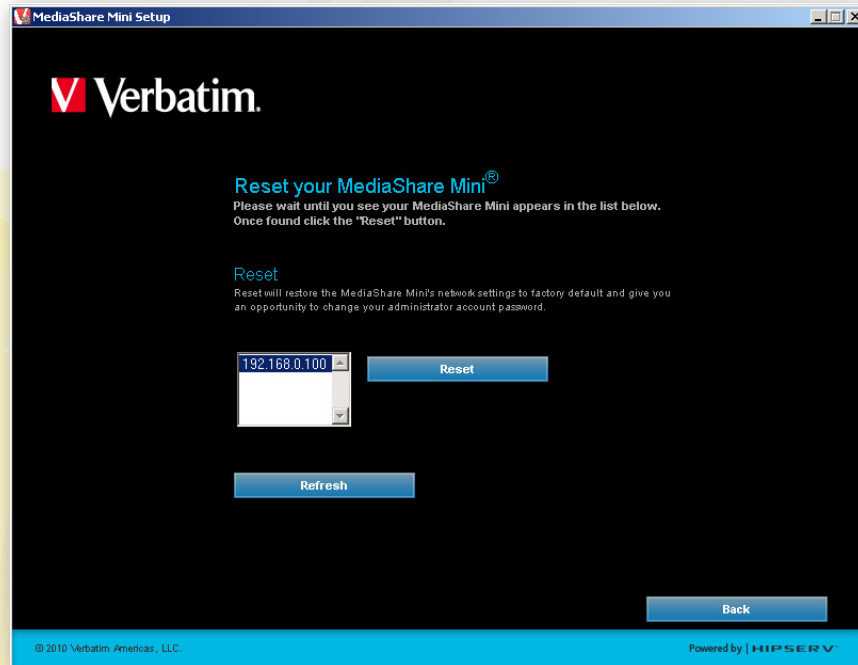 MediaShare Mini Setup
Verbatim.
Reset your MediaShare Mini®
Please wait until you see your MediaShare Mini appears in the list below.
Once found click the "Reset" button.
Reset
Reset will restore the MediaShare Mini's network settings to factory default and give you
an opportunity to change your administrator account password.
192.168.0.100
Reset
Refresh
Back
© 2010 Verbatim Americas, LLC.
Powered by | HIPSERV